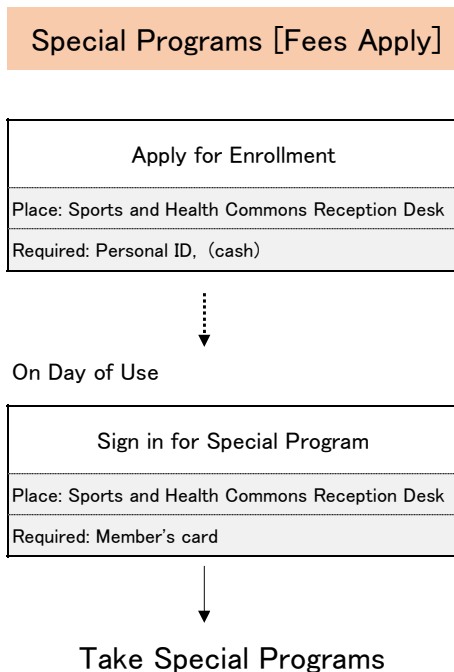 Special Programs [Fees Apply]
Apply for Enrollment
Place: Sports and Health Commons Reception Desk
Required: Personal ID,（cash）
On Day of Use
Sign in for Special Program
Place: Sports and Health Commons Reception Desk
Required: Member's card
Take Special Programs